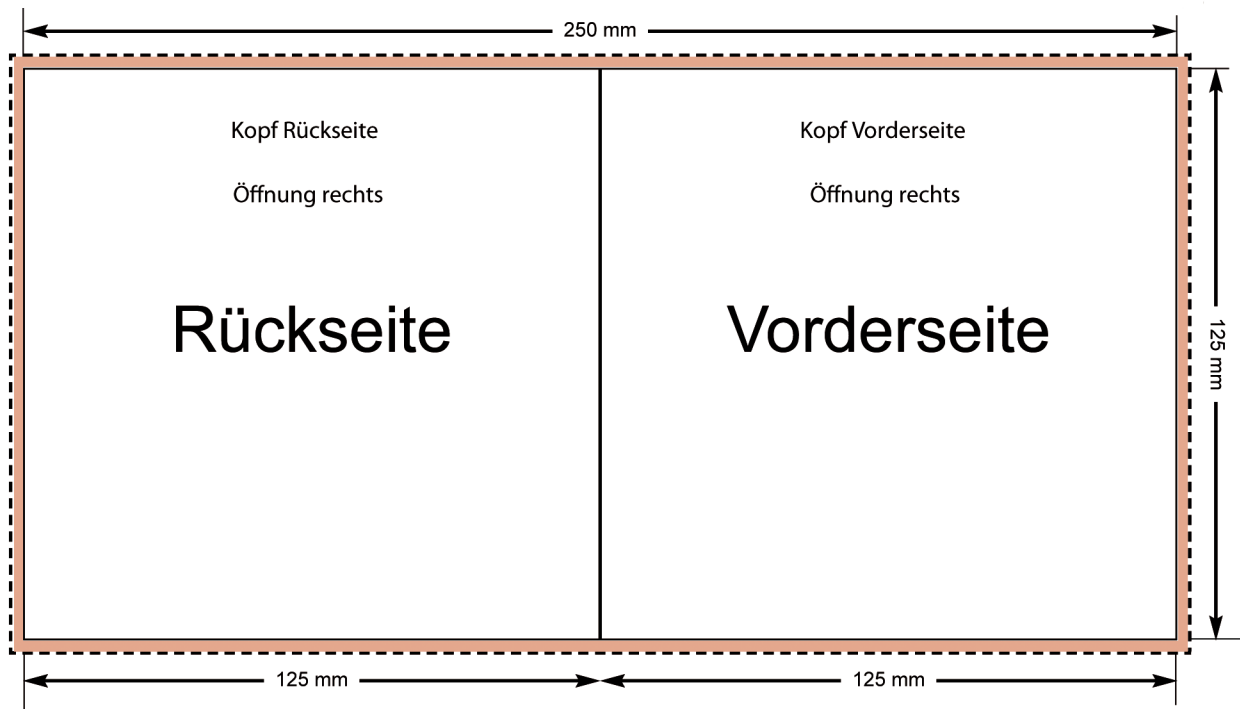 250 mm
Kopf Rückseite
Öffnung rechts
Rückseite
Kopf Vorderseite
Öffnung rechts
Vorderseite
125 mm
125 mm
125 mm